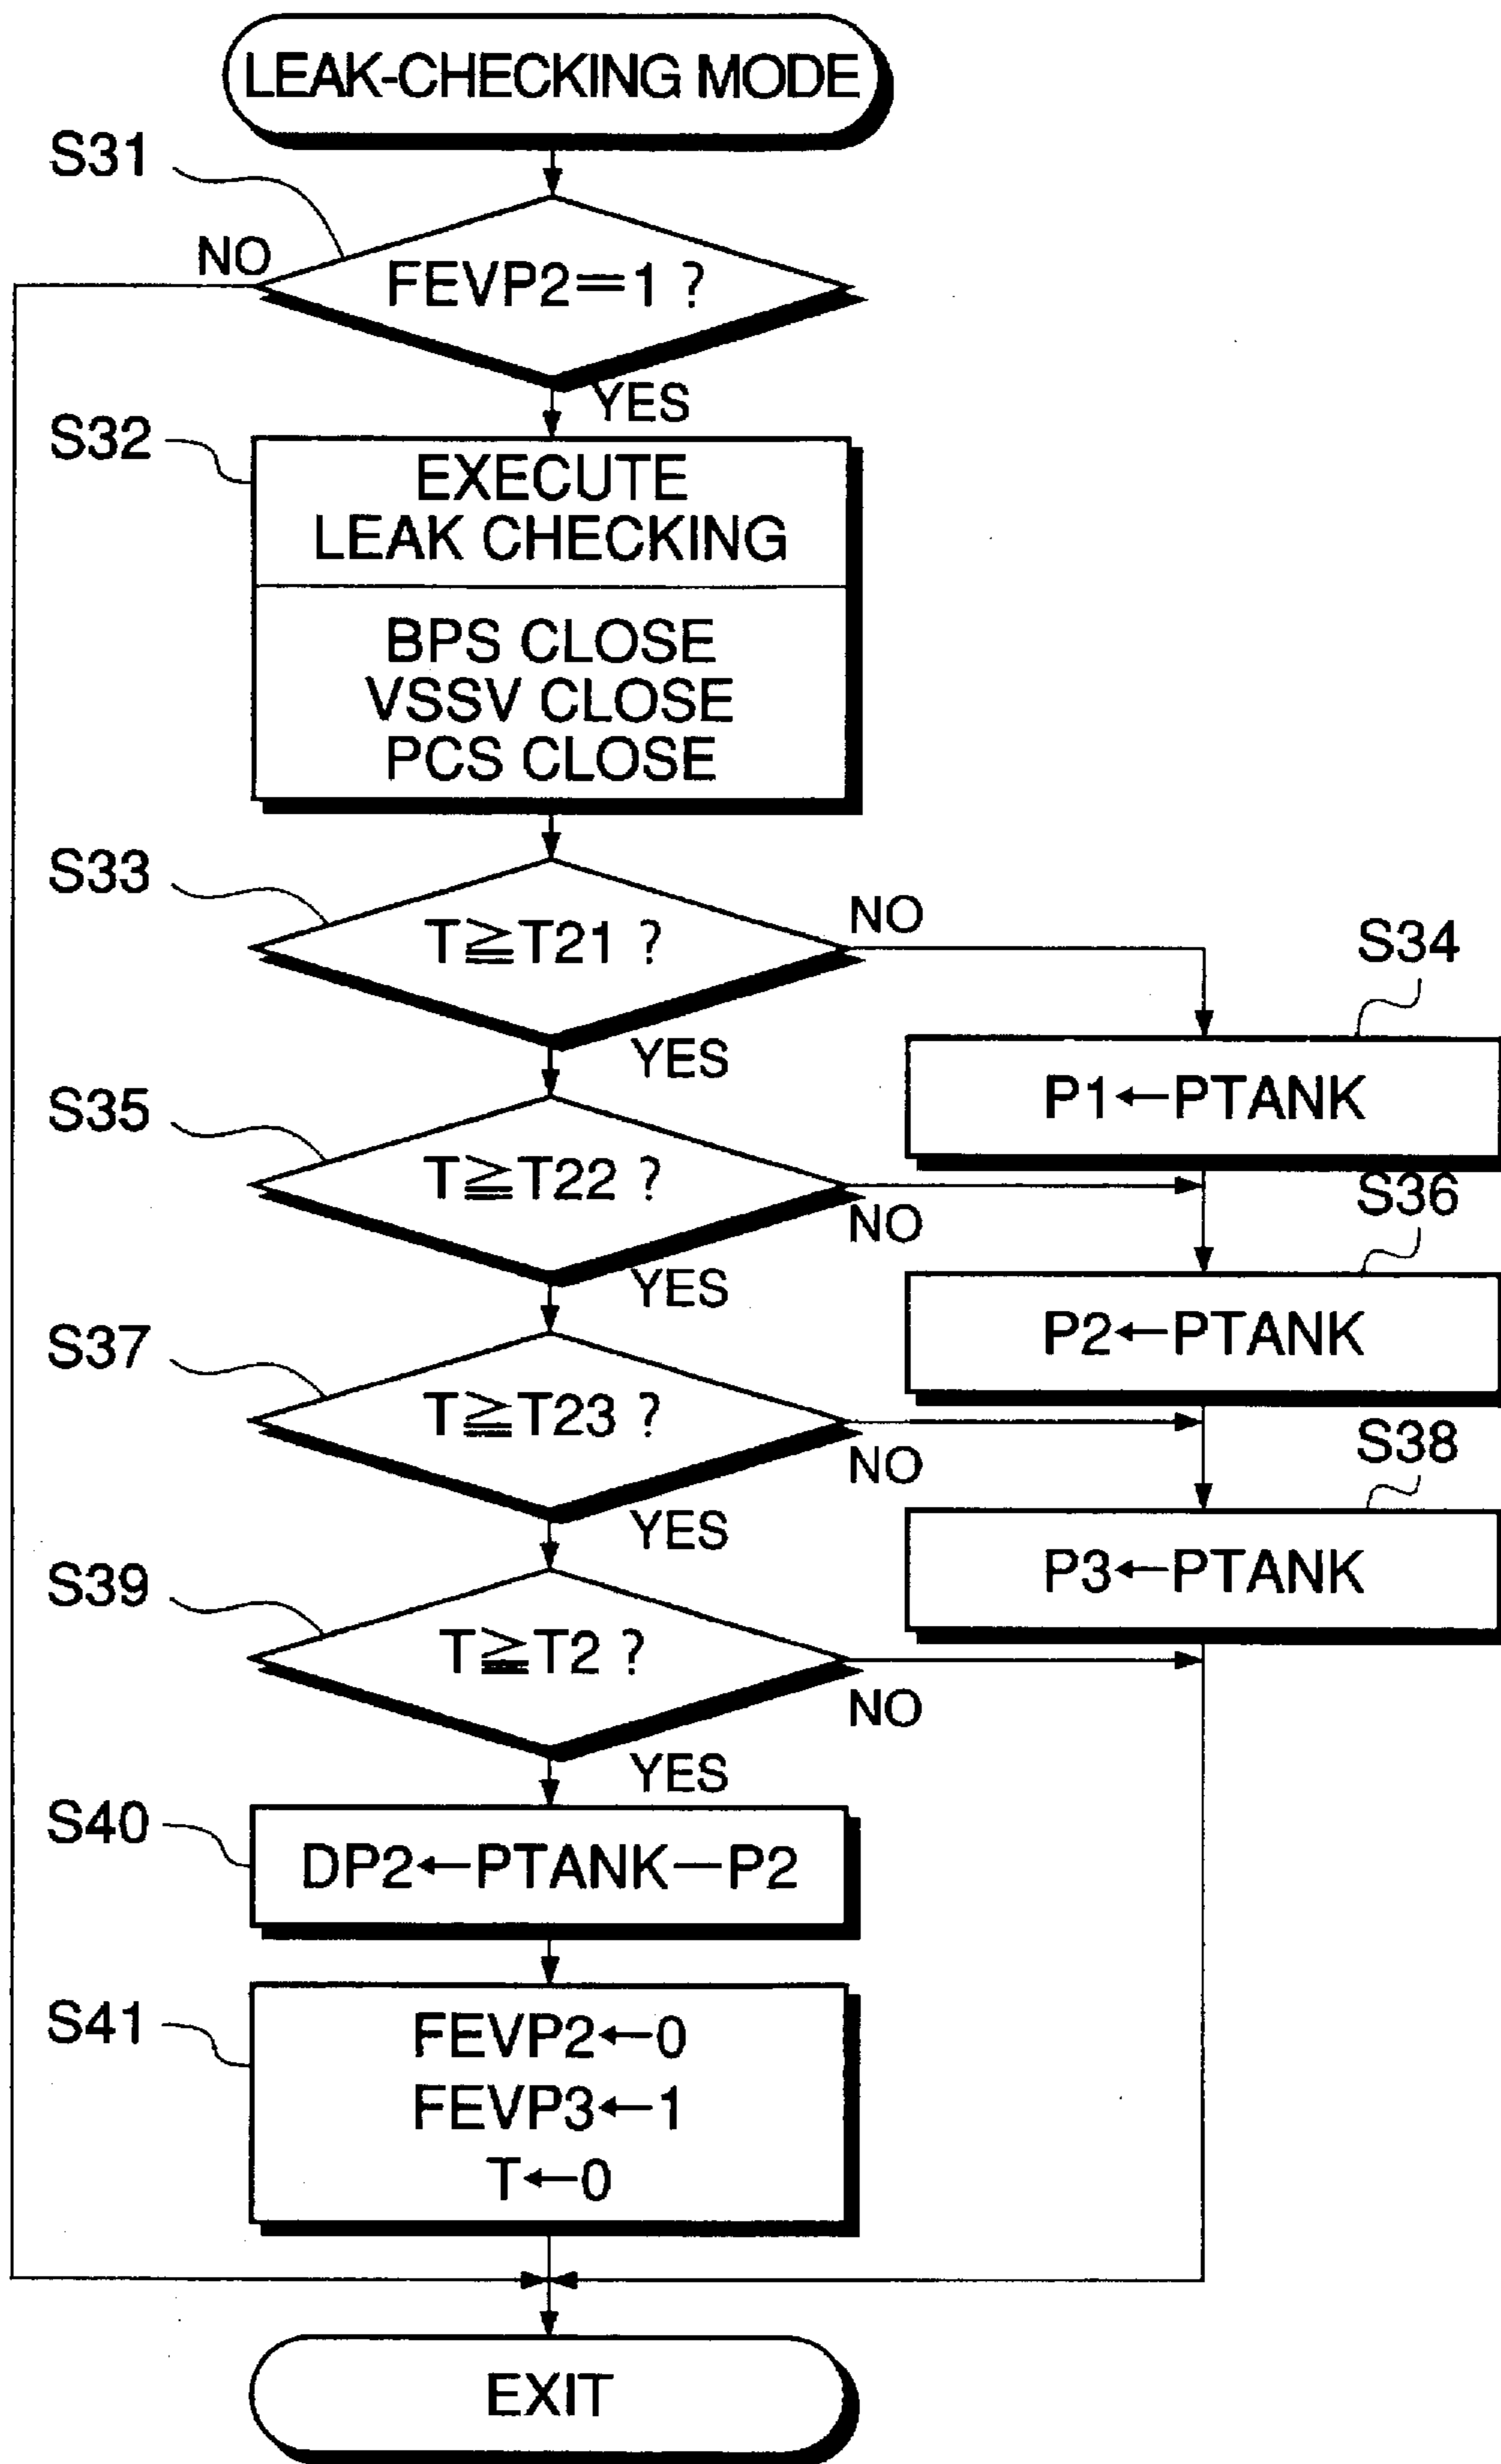 LEAK-CHECKING MODE
S31
NO
FEVP2=1 ?
YES
S32
EXECUTE
LEAK CHECKING
BPS CLOSE
VSSV CLOSE
PCS CLOSE
S33
T≧T21 ?
NO
YES
S34
P1←PTANK
S35
T≧T22 ?
NO
YES
S36
P2←PTANK
S37
T≧T23 ?
NO
YES
S38
P3←PTANK
S39
T≧T2 ?
NO
YES
S40
DP2←PTANK—P2
S41
FEVP2←0
FEVP3←1
T←0
EXIT